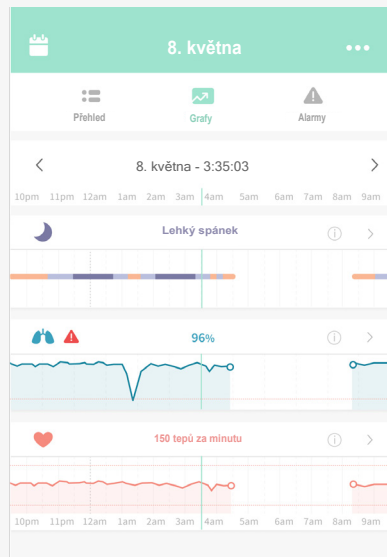 8. května
Přehled
Grafy
Alarmy
8. května - 3:35:03
10pm 11pm 12am 1am 2am 3am 4am 5am 6am 7am 8am 9am
Lehký spánek
96%
150 tepů za minutu
10pm 11pm 12am 1am 2am 3am 4am 5am 6am 7am 8am 9am